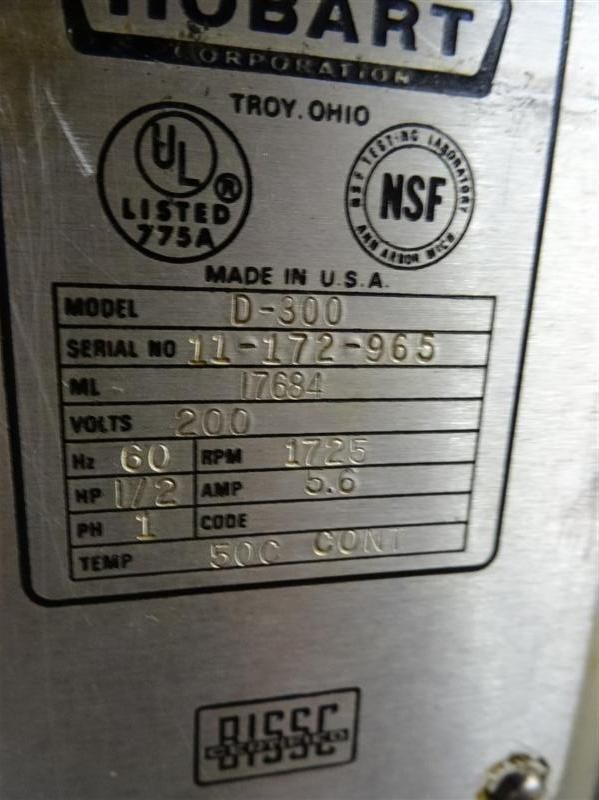 HOBART
CORPORATION
TROY, OHIO
UL ®
LISTED
775A
NSF TESTING LABORATORY
NSF
ANN ARBOR MICH
MADE IN U.S.A.
MODEL D-300
SERIAL NO 11-172-965
ML 17684
VOLTS 200
Hz 60 RPM 1725
HP 1/2 AMP 5.6
PH 1 CODE
TEMP 50C CONT
BISSC
CERTIFIED